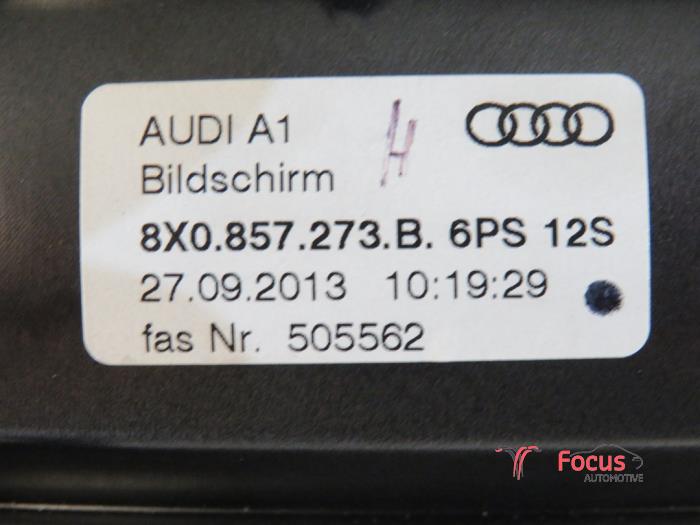 AUDI A1
Bildschirm
8X0.857.273.B. 6PS 12S
27.09.2013 10:19:29
fas Nr. 505562
Focus
AUTOMOTIVE